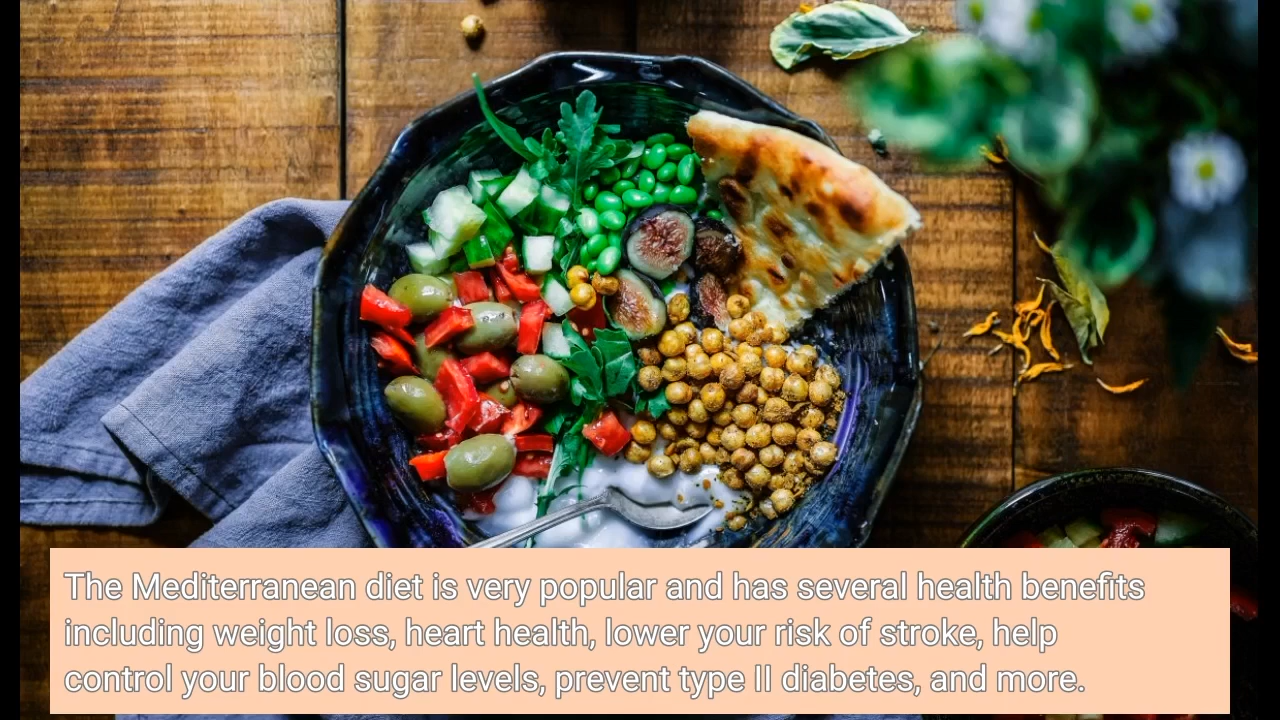 The Mediterranean diet is very popular and has several health benefits
including weight loss, heart health, lower your risk of stroke, help
control your blood sugar levels, prevent type II diabetes, and more.